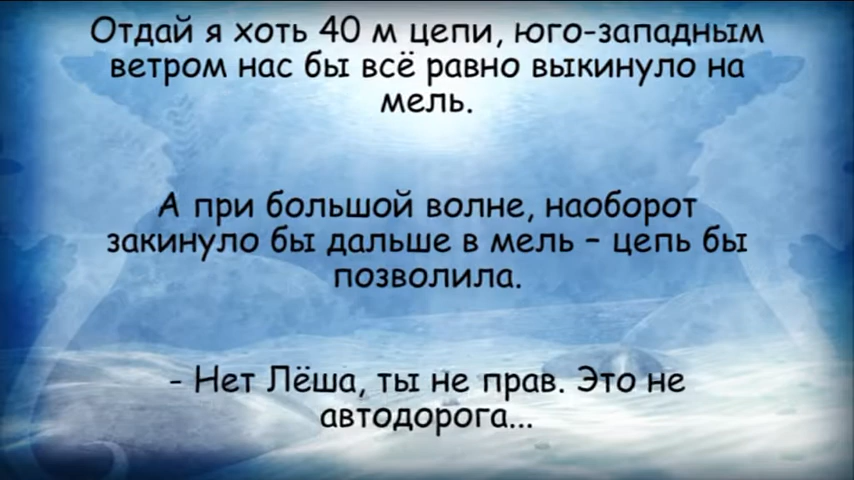 Отдай я хоть 40 м цепи, юго-западным
ветром нас бы всё равно выкинуло на
мель.
А при большой волне, наоборот
закинуло бы дальше в мель – цепь бы
позволила.
- Нет Лёша, ты не прав. Это не
автодорога...